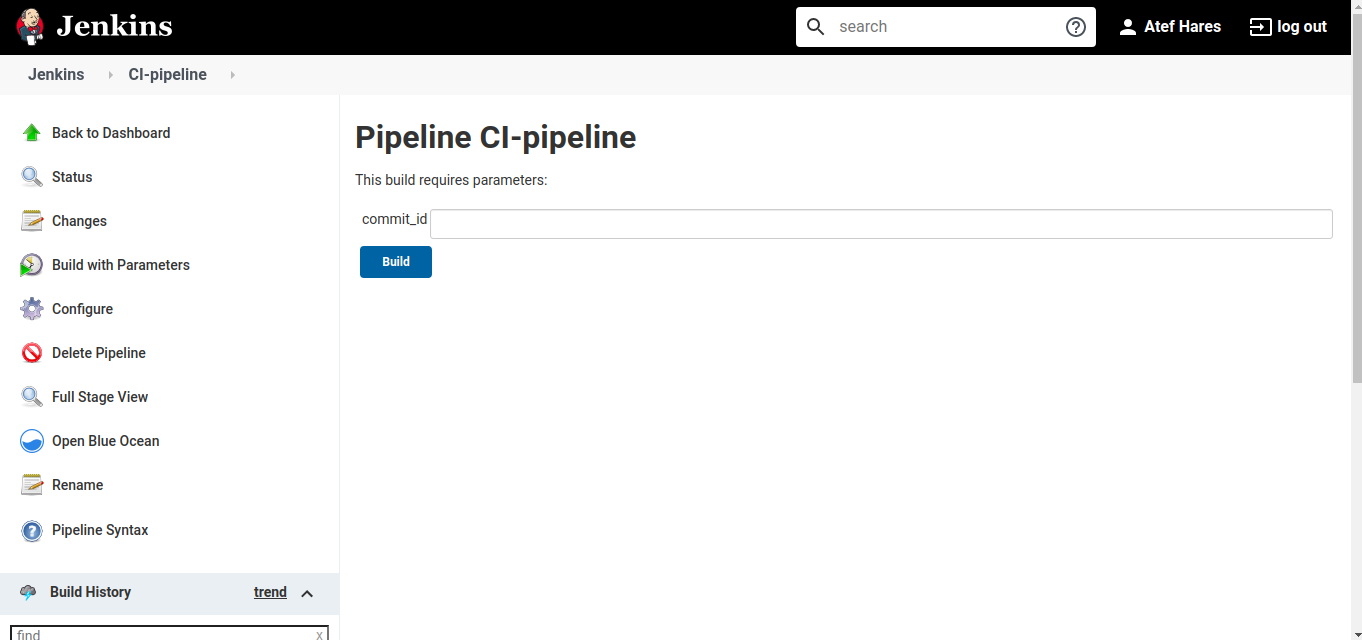 Jenkins
search
Atef Hares
log out
Jenkins
CI-pipeline
Back to Dashboard
Status
Changes
Build with Parameters
Configure
Delete Pipeline
Full Stage View
Open Blue Ocean
Rename
Pipeline Syntax
Build History
trend
find
x
Pipeline CI-pipeline
This build requires parameters:
commit_id
Build